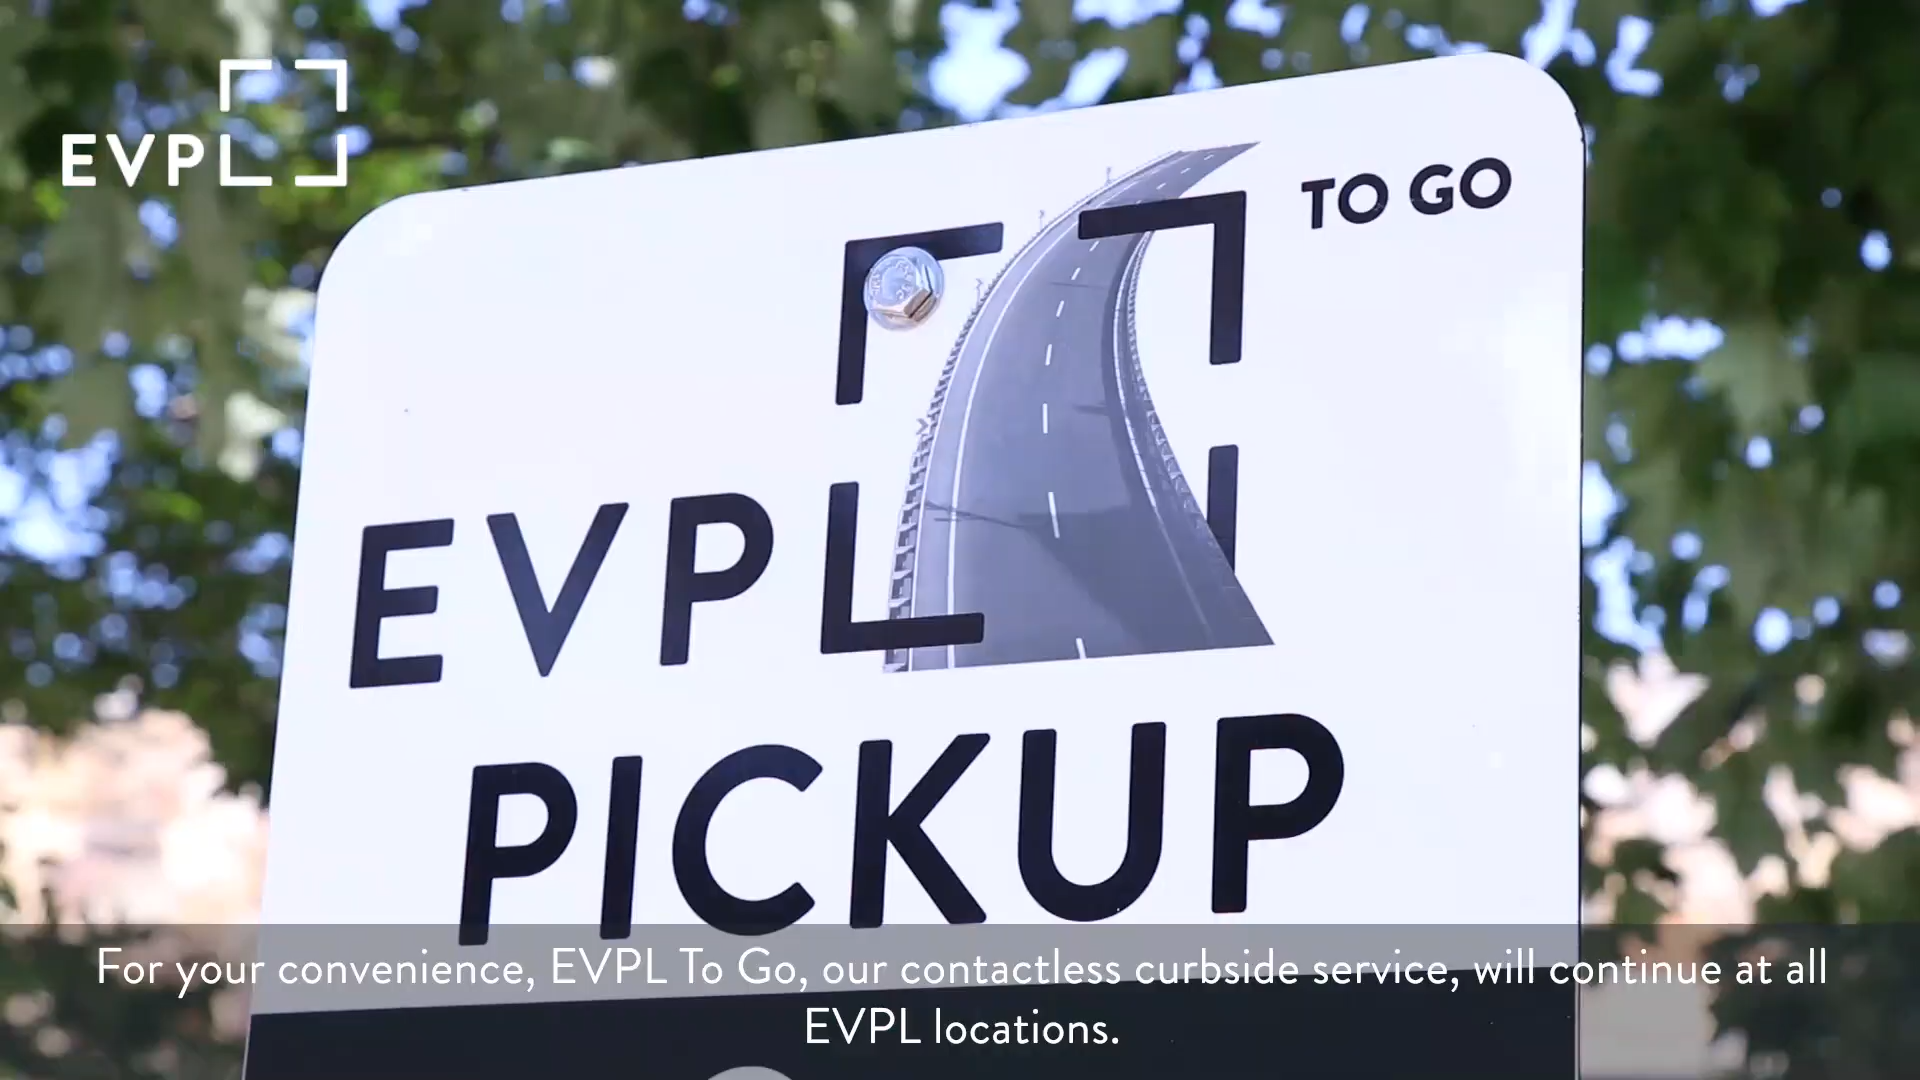 EVPL
TO GO
EVPL
PICKUP
For your convenience, EVPL To Go, our contactless curbside service, will continue at all
EVPL locations.